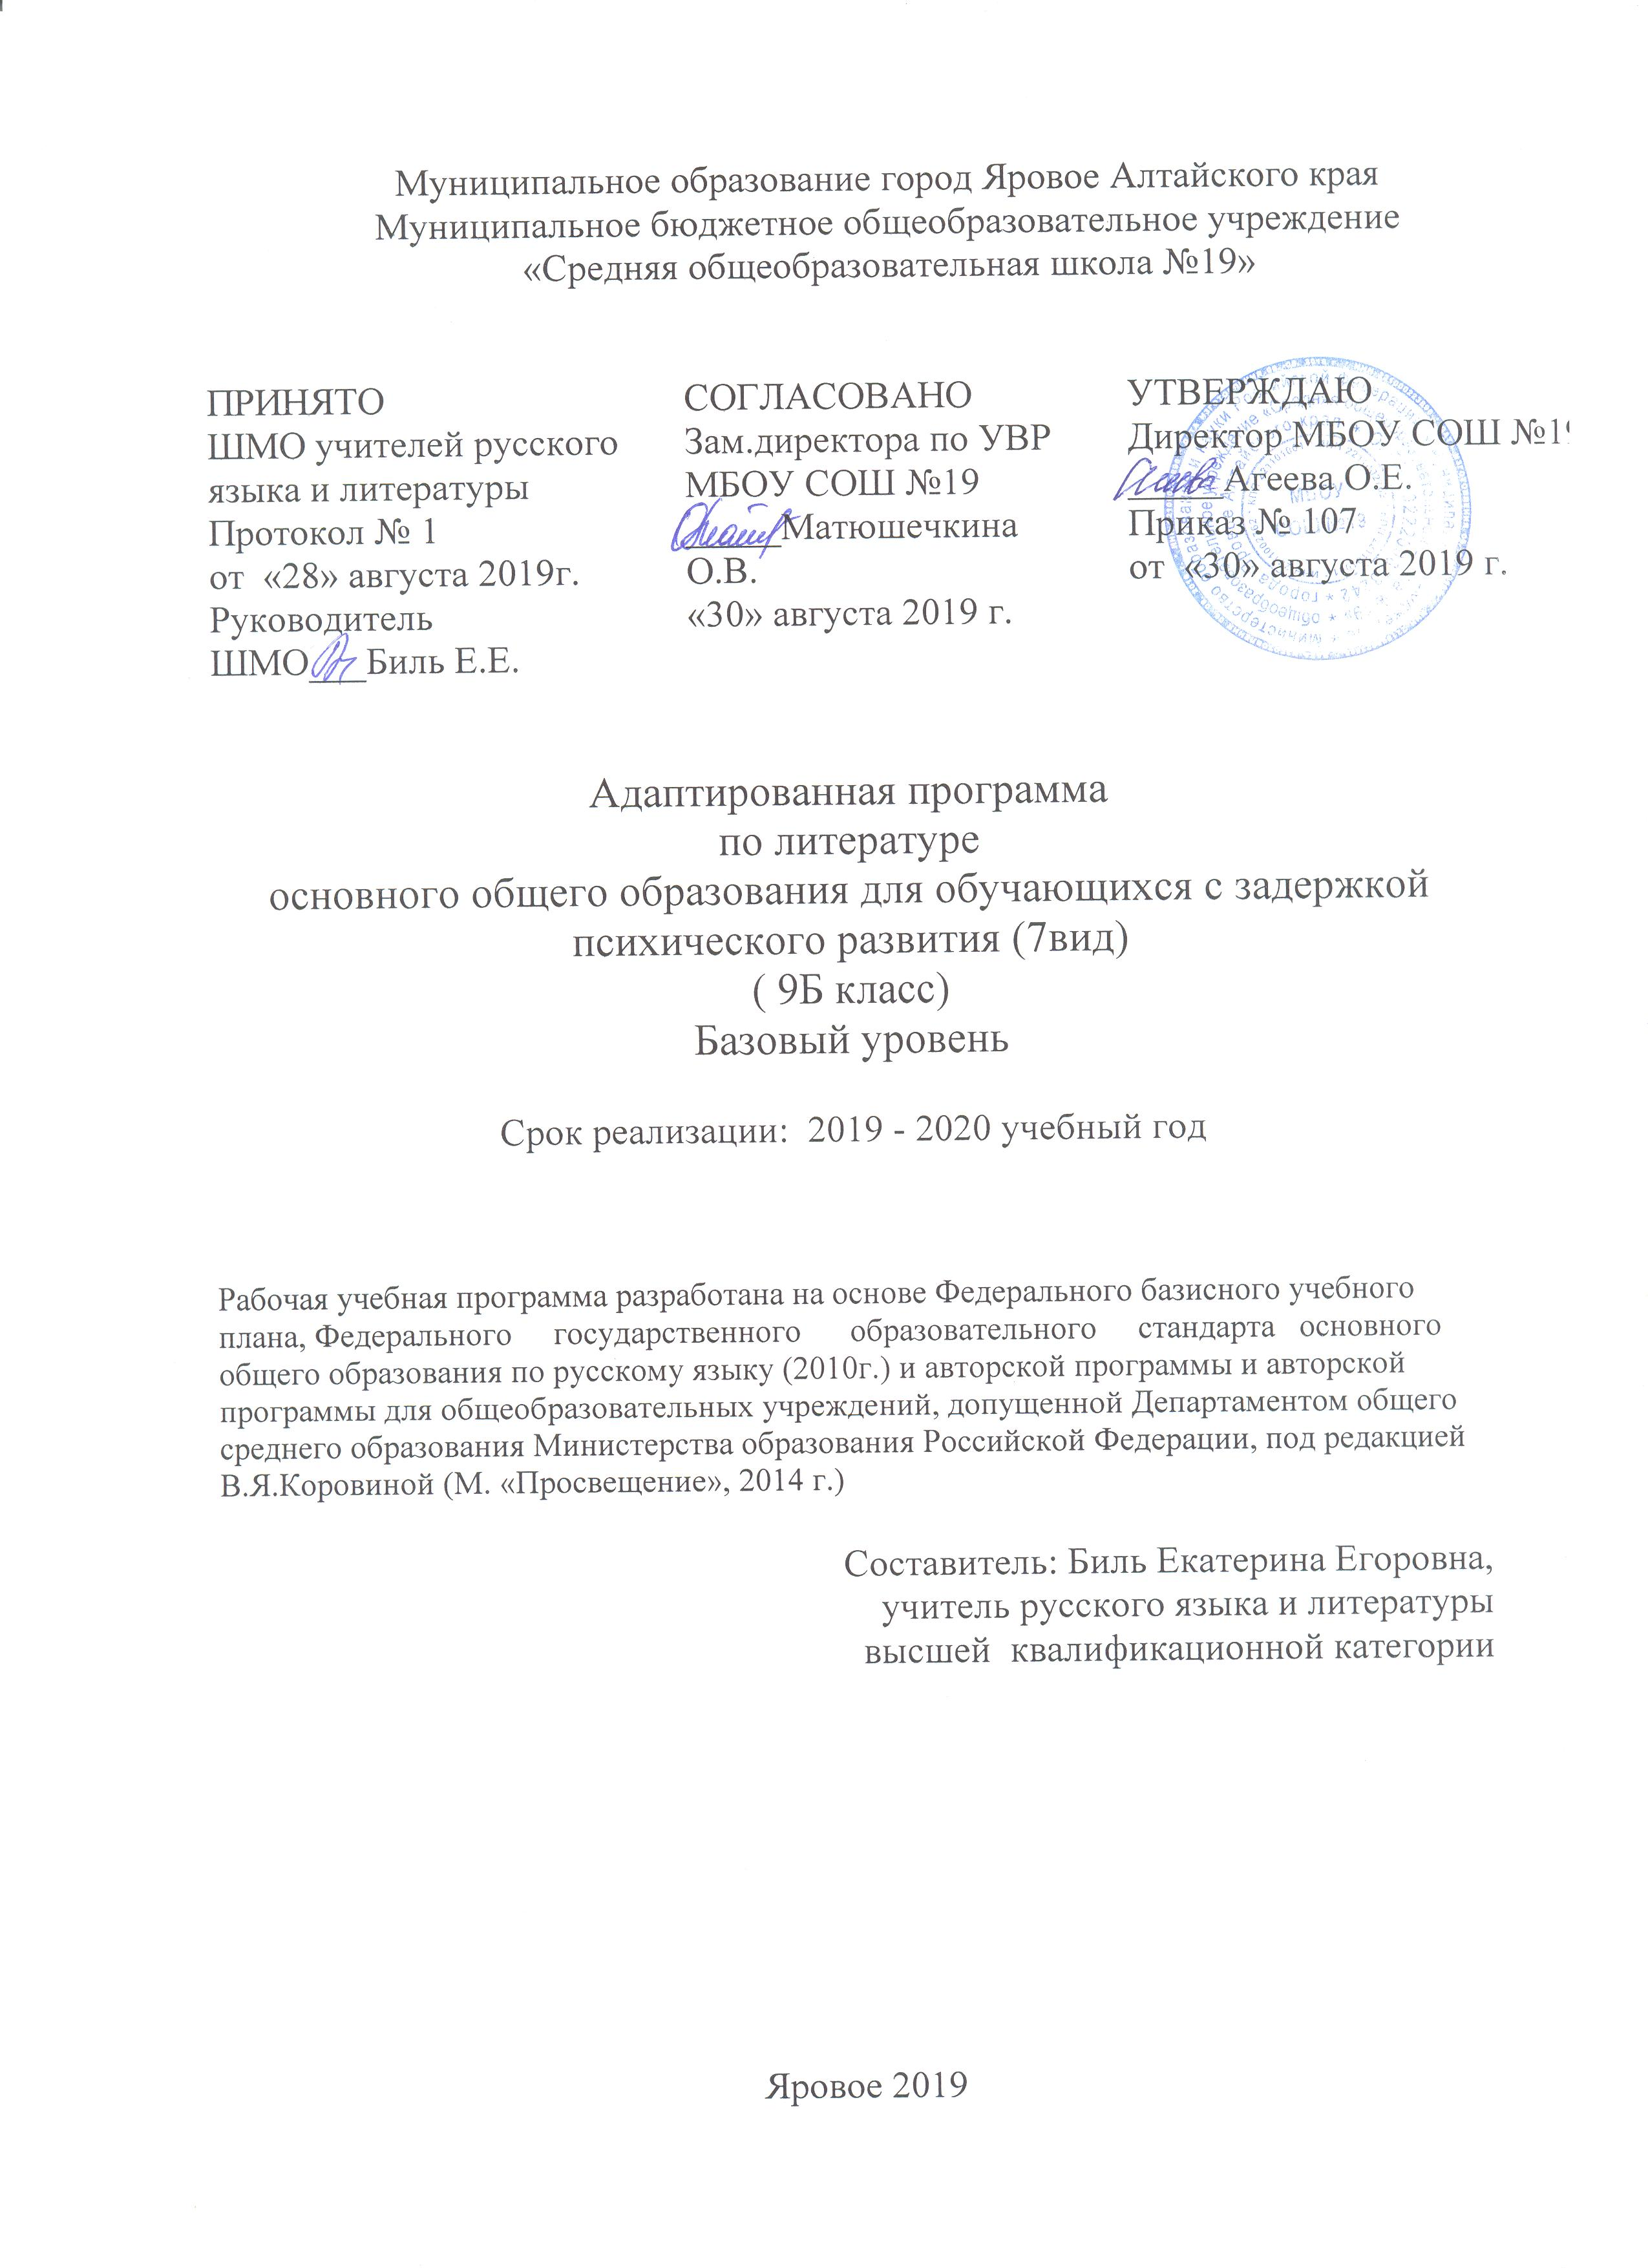 Муниципальное образование город Яровое Алтайского края
Муниципальное бюджетное общеобразовательное учреждение
«Средняя общеобразовательная школа №19»
ПРИНЯТО
ШМО учителей русского
языка и литературы
Протокол № 1
от «28» августа 2019г.
Руководитель
ШМО___Биль Е.Е.
СОГЛАСОВАНО
Зам.директора по УВР
МБОУ СОШ №19
_____Матюшечкина
О.В.
«30» августа 2019 г.
УТВЕРЖДАЮ
Директор МБОУ СОШ №19
_____Агеева О.Е.
Приказ № 107
от «30» августа 2019 г.
Адаптированная программа
по литературе
основного общего образования для обучающихся с задержкой
психического развития (7вид)
( 9Б класс)
Базовый уровень
Срок реализации: 2019 - 2020 учебный год
Рабочая учебная программа разработана на основе Федерального базисного учебного
плана, Федерального государственного образовательного стандарта основного
общего образования по русскому языку (2010г.) и авторской программы и авторской
программы для общеобразовательных учреждений, допущенной Департаментом общего
среднего образования Министерства образования Российской Федерации, под редакцией
В.Я.Коровиной (М. «Просвещение», 2014 г.)
Составитель: Биль Екатерина Егоровна,
учитель русского языка и литературы
высшей квалификационной категории
Яровое 2019